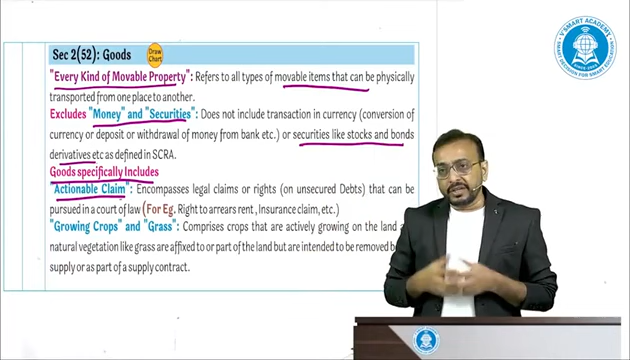 Sec 2(52): Goods
Draw
Chart
"Every Kind of Movable Property": Refers to all types of movable items that can be physically
transported from one place to another.
Excludes "Money" and "Securities": Does not include transaction in currency (conversion of
currency or deposit or withdrawal of money from bank etc.) or securities like stocks and bonds
derivatives etc as defined in SCRA.
Goods specifically Includes
"Actionable Claim": Encompasses legal claims or rights (on unsecured Debts) that can be
pursued in a court of law (For Eg. Right to arrears rent, Insurance claim, etc.)
"Growing Crops" and "Grass": Comprises crops that are actively growing on the land
natural vegetation like grass are affixed to or part of the land but are intended to be removed
supply or as part of a supply contract.
V'SMART ACADEMY